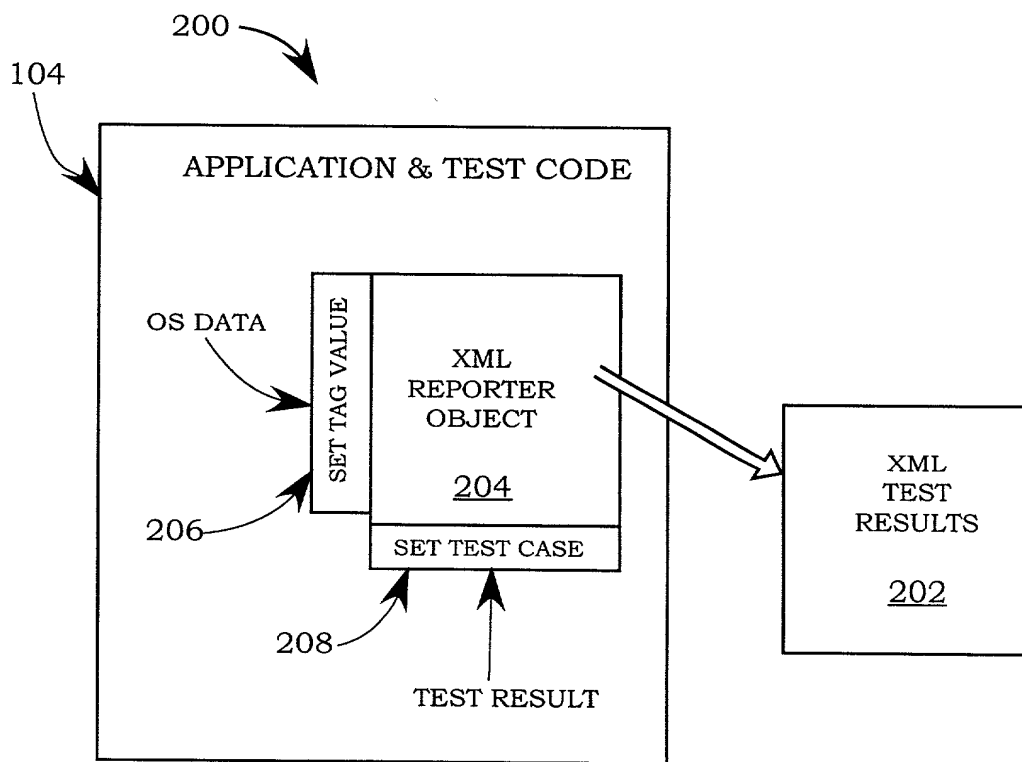 200
104
APPLICATION & TEST CODE
OS DATA
SET TAG VALUE
XML
REPORTER
OBJECT
204
206
SET TEST CASE
208
TEST RESULT
XML
TEST
RESULTS
202